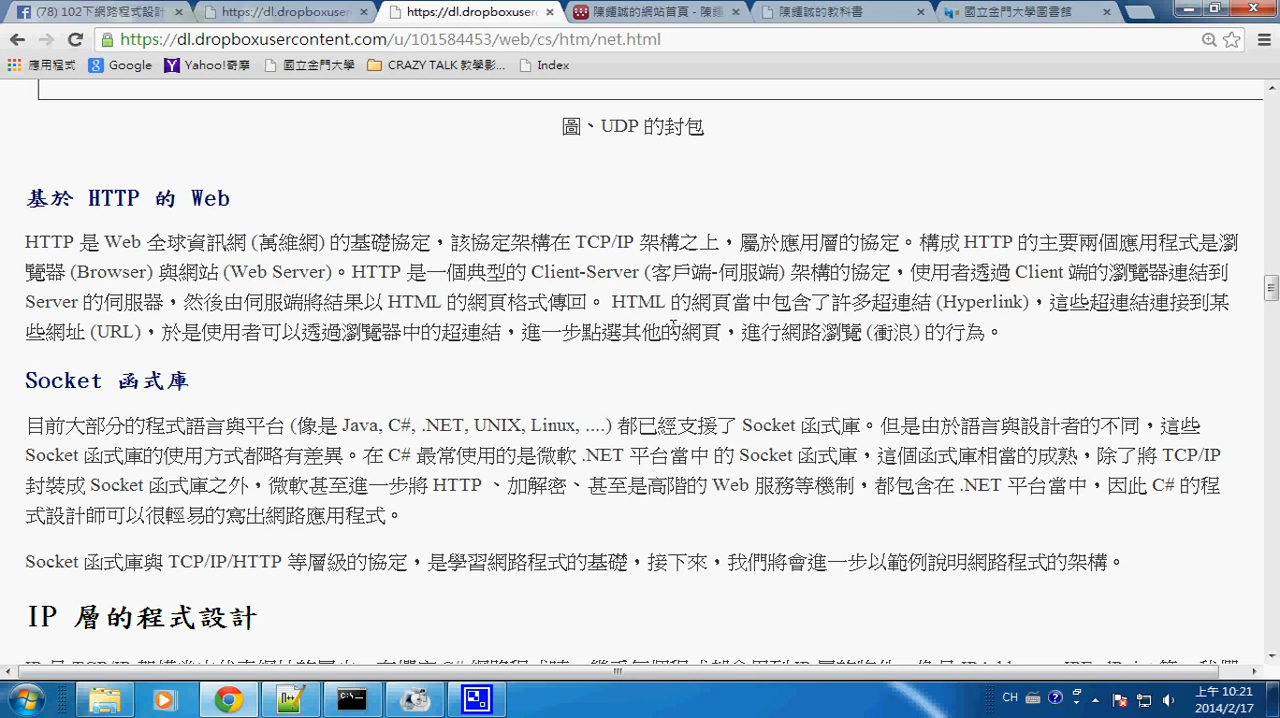 (78) 102下網路程式設計
https://dl.dropboxuser
https://dl.dropboxuser
陳鍾誠的網站首頁 - 陳鍾
陳鍾誠的教科書
國立金門大學圖書館
https://dl.dropboxusercontent.com/u/101584453/web/cs/htm/net.html
應用程式 Google Yahoo!奇摩 國立金門大學 CRAZY TALK 教學影... Index
圖、UDP 的封包
基於 HTTP 的 Web
HTTP 是 Web 全球資訊網 (萬維網) 的基礎協定，該協定架構在 TCP/IP 架構之上，屬於應用層的協定。構成 HTTP 的主要兩個應用程式是瀏
覽器 (Browser) 與網站 (Web Server)。HTTP 是一個典型的 Client-Server (客戶端-伺服端) 架構的協定，使用者透過 Client 端的瀏覽器連結到
Server 的伺服器，然後由伺服端將結果以 HTML 的網頁格式傳回。 HTML 的網頁當中包含了許多超連結 (Hyperlink)，這些超連結連接到某
些網址 (URL)，於是使用者可以透過瀏覽器中的超連結，進一步點選其他的網頁，進行網路瀏覽 (衝浪) 的行為。
Socket 函式庫
目前大部分的程式語言與平台 (像是 Java, C#, .NET, UNIX, Linux, ....) 都已經支援了 Socket 函式庫。但是由於語言與設計者的不同，這些
Socket 函式庫的使用方式都略有差異。在 C# 最常使用的是微軟 .NET 平台當中 的 Socket 函式庫，這個函式庫相當的成熟，除了將 TCP/IP
封裝成 Socket 函式庫之外，微軟甚至進一步將 HTTP 、加解密、甚至是高階的 Web 服務等機制，都包含在 .NET 平台當中，因此 C# 的程
式設計師可以很輕易的寫出網路應用程式。
Socket 函式庫與 TCP/IP/HTTP 等層級的協定，是學習網路程式的基礎，接下來，我們將會進一步以範例說明網路程式的架構。
IP 層的程式設計
CH
上午 10:21
2014/2/17